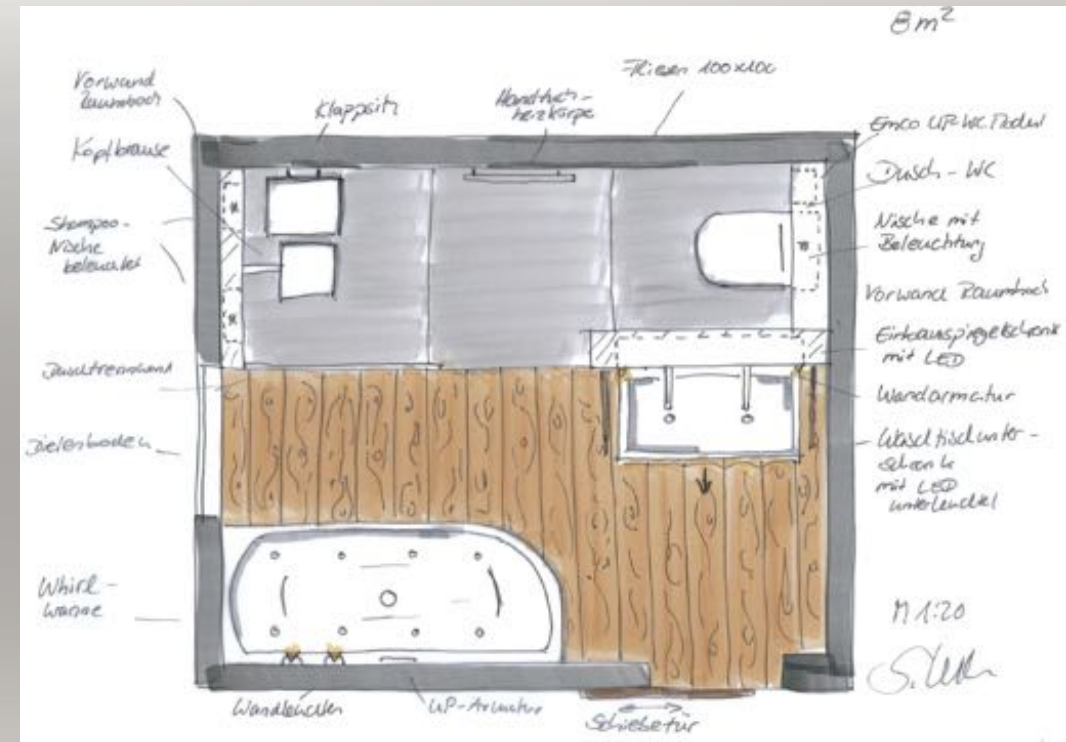 8m²
Fliesen 100x100
Vorwand
Raumhoch
Klappsitz
Handtuch-
heizkörpe
Emco UP-WC Modul
Kopfbrause
Dusch-WC
Shampoo-
Nische
beleuchtet
Nische mit
Beleuchtung
Vorwand Raumhoch
Einbauspiegelschrank
mit LED
Duschtrennwand
Wandarmatur
Dielenboden
Waschtischunter-
schrank
mit LED
unterleuchtet
Whirl-
wanne
M 1:20
Wandleuchten
UP-Armatur
Schiebetür